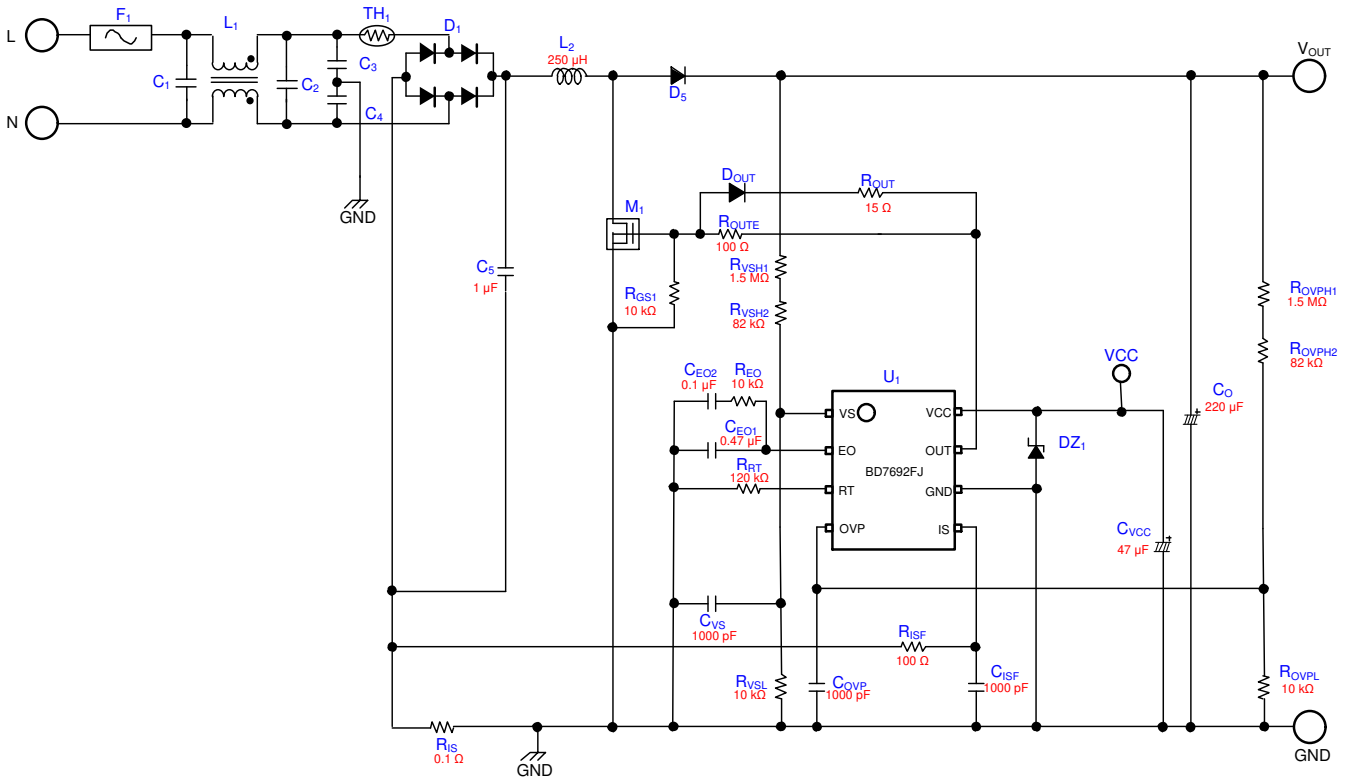 F1
L
L1
TH1
D1
L2
250 µH
VOUT
C1
C2
C3
C4
D5
N
GND
DOUT
ROUT
15 Ω
M1
ROUTE
100 Ω
C5
1 µF
RGS1
10 kΩ
RVSH1
1.5 MΩ
RVSH2
82 kΩ
ROVPH1
1.5 MΩ
ROVPH2
82 kΩ
CEO2
0.1 µF
REO
10 kΩ
CEO1
0.47 µF
RRT
120 kΩ
U1
VS
EO
RT
OVP
BD7692FJ
VCC
OUT
GND
IS
VCC
DZ1
CO
220 µF
CVCC
47 µF
CVS
1000 pF
RISF
100 Ω
RVSL
10 kΩ
COVP
1000 pF
CISF
1000 pF
ROVPL
10 kΩ
RIS
0.1 Ω
GND
GND